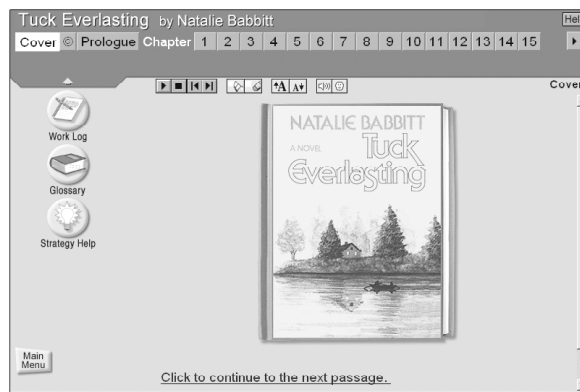 Tuck Everlasting by Natalie Babbitt
Hel
Cover © Prologue Chapter 1 2 3 4 5 6 7 8 9 10 11 12 13 14 15
A A
Cover
Work Log
Glossary
Strategy Help
NATALIE BABBITT
A NOVEL
Tuck
Everlasting
Main
Menu
Click to continue to the next passage.